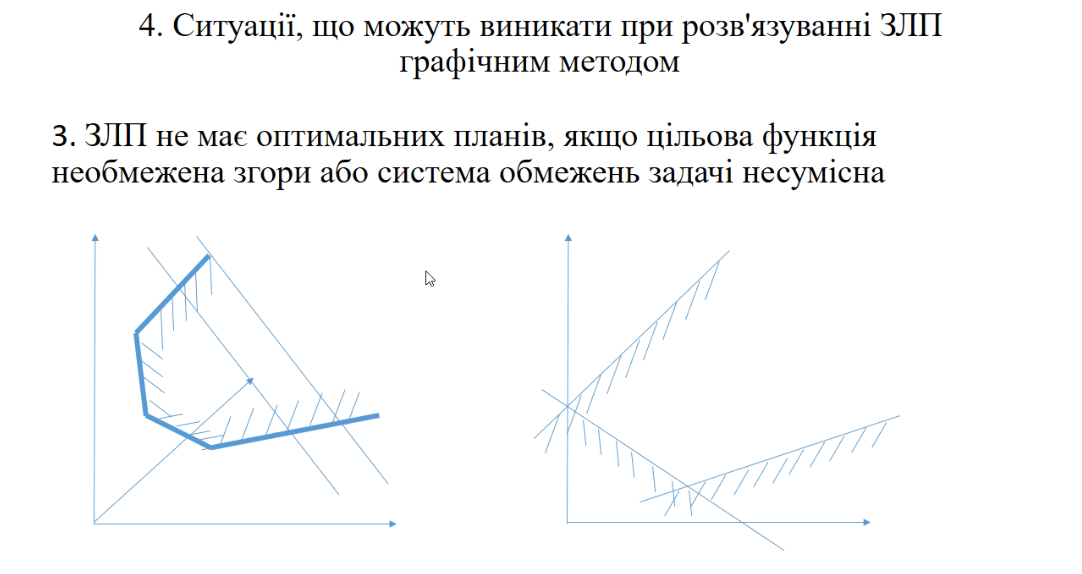 4. Ситуації, що можуть виникати при розв'язуванні ЗЛП
графічним методом
3. ЗЛП не має оптимальних планів, якщо цільова функція
необмежена згори або система обмежень задачі несумісна